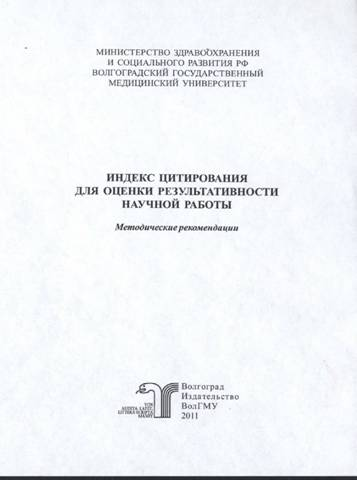 МИНИСТЕРСТВО ЗДРАВООХРАНЕНИЯ
И СОЦИАЛЬНОГО РАЗВИТИЯ РФ
ВОЛГОГРАДСКИЙ ГОСУДАРСТВЕННЫЙ
МЕДИЦИНСКИЙ УНИВЕРСИТЕТ
ИНДЕКС ЦИТИРОВАНИЯ
ДЛЯ ОЦЕНКИ РЕЗУЛЬТАТИВНОСТИ
НАУЧНОЙ РАБОТЫ
Методические рекомендации
Волгоград
Издательство
ВолГМУ
2011